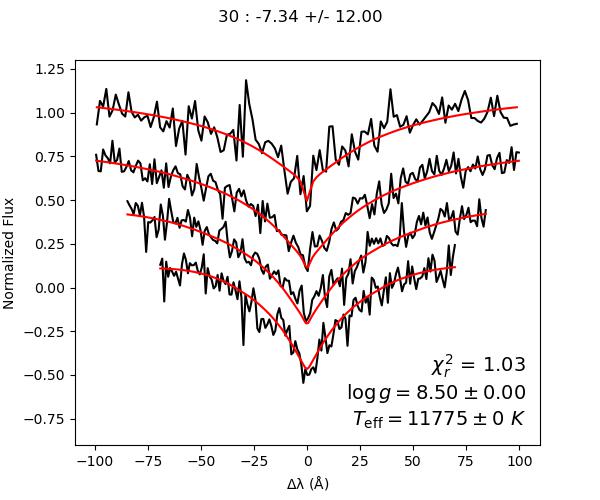 30 : -7.34 +/- 12.00
Normalized Flux
1.25
1.00
0.75
0.50
0.25
0.00
−0.25
−0.50
−0.75
χ²ᵣ = 1.03
log g = 8.50 ± 0.00
T_eff = 11775 ± 0 K
−100 −75 −50 −25 0 25 50 75 100
Δλ (Å)